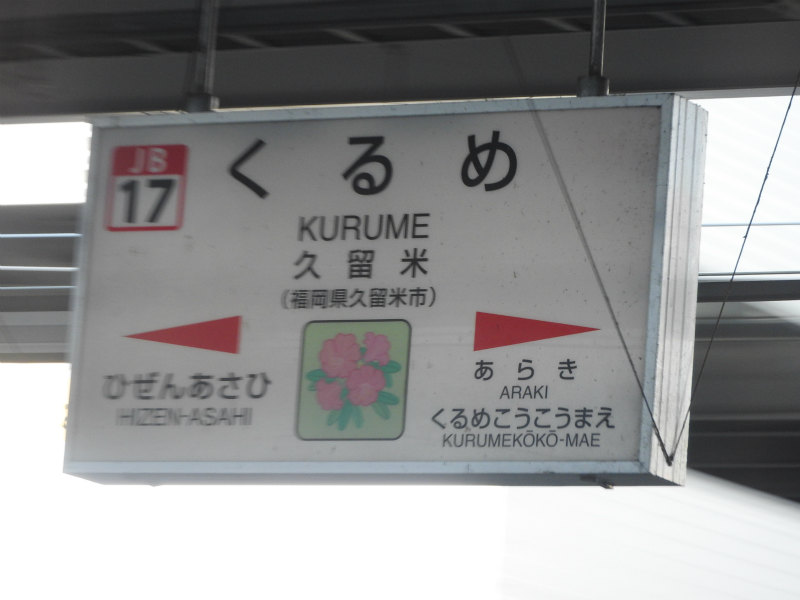 JB
17
くるめ
KURUME
久留米
(福岡県久留米市)
ひぜんあさひ
HIZEN-ASAHI
あらき
ARAKI
くるめこうこうまえ
KURUMEKŌKŌ-MAE